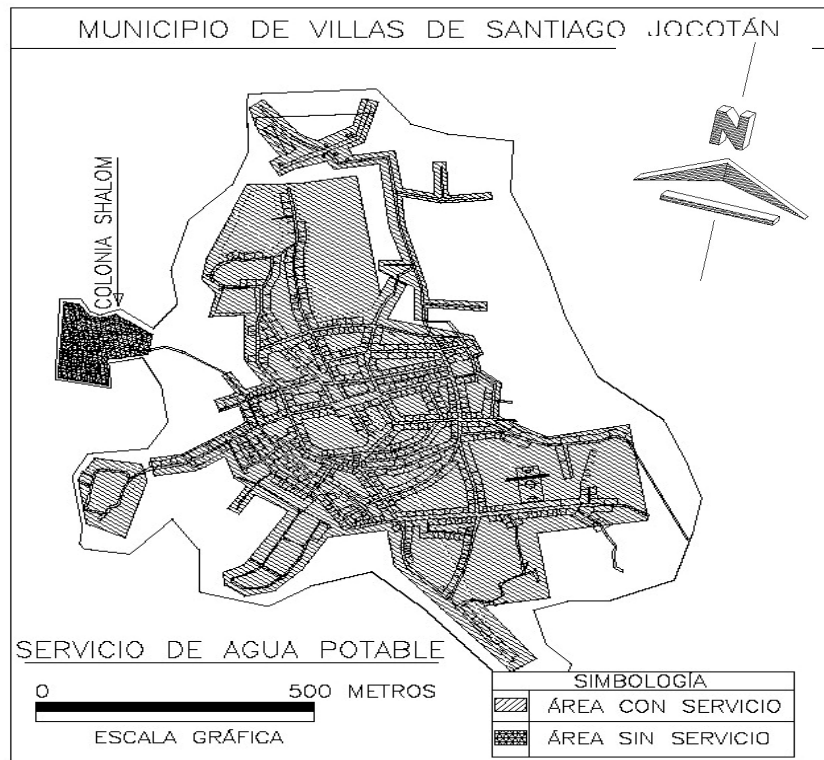 MUNICIPIO DE VILLAS DE SANTIAGO JOCOTÁN
N
COLONIA SHALOM
SERVICIO DE AGUA POTABLE
0 500 METROS
ESCALA GRÁFICA
SIMBOLOGÍA
ÁREA CON SERVICIO
ÁREA SIN SERVICIO